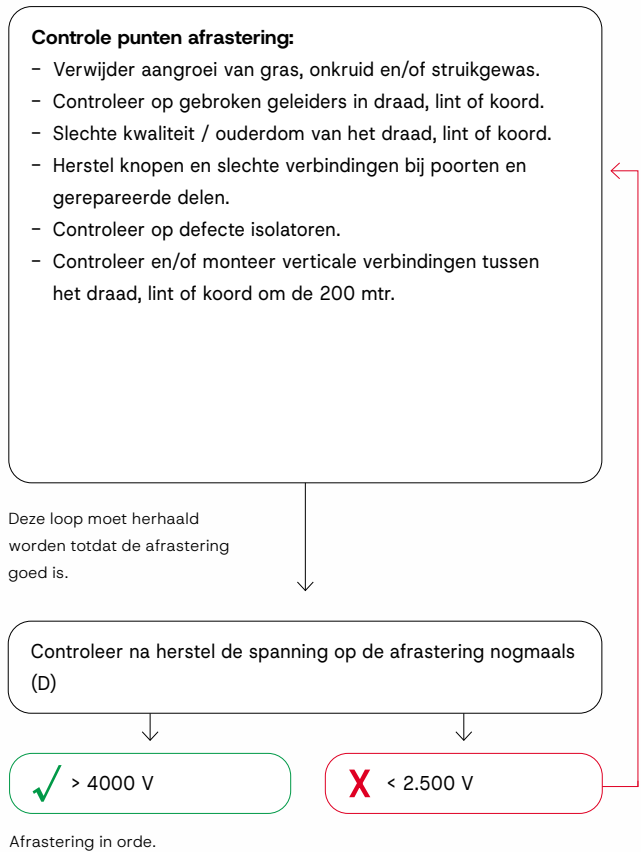 Controle punten afrastering:
– Verwijder aangroei van gras, onkruid en/of struikgewas.
– Controleer op gebroken geleiders in draad, lint of koord.
– Slechte kwaliteit / ouderdom van het draad, lint of koord.
– Herstel knopen en slechte verbindingen bij poorten en
gerepareerde delen.
– Controleer op defecte isolatoren.
– Controleer en/of monteer verticale verbindingen tussen
het draad, lint of koord om de 200 mtr.
Deze loop moet herhaald
worden totdat de afrastering
goed is.
Controleer na herstel de spanning op de afrastering nogmaals
(D)
> 4000 V
X < 2.500 V
Afrastering in orde.